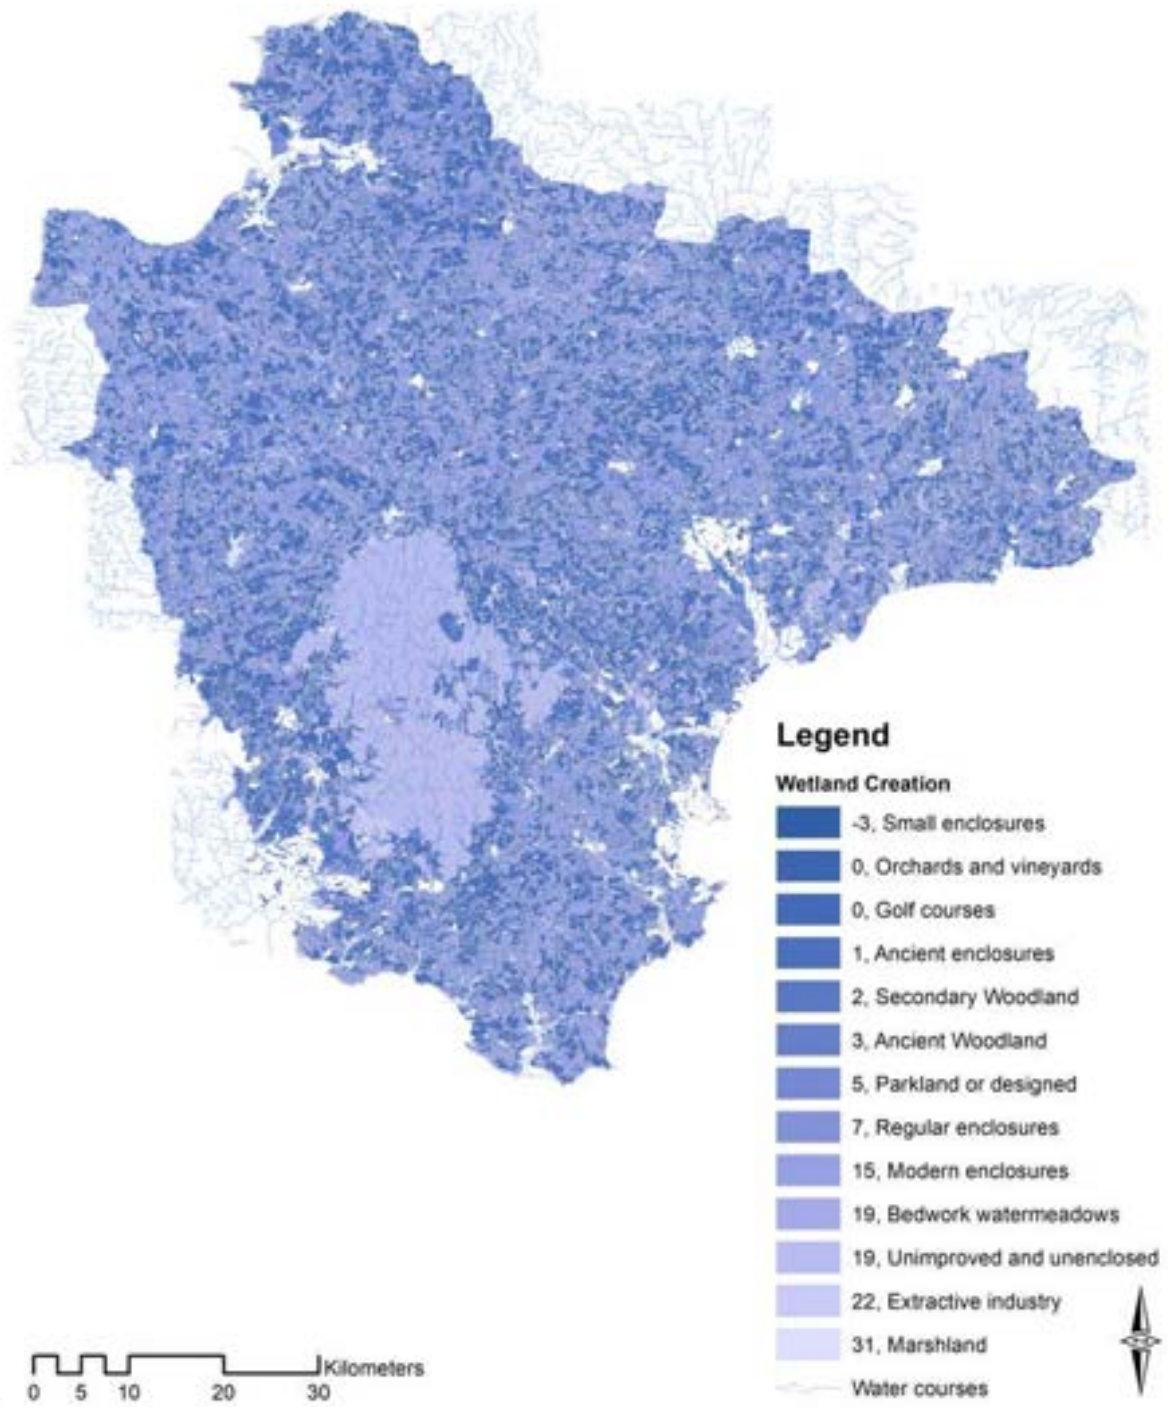 Legend
Wetland Creation
-3, Small enclosures
0, Orchards and vineyards
0, Golf courses
1, Ancient enclosures
2, Secondary Woodland
3, Ancient Woodland
5, Parkland or designed
7, Regular enclosures
15, Modern enclosures
19, Bedwork watermeadows
19, Unimproved and unenclosed
22, Extractive industry
31, Marshland
Water courses
Kilometers
0 5 10 20 30